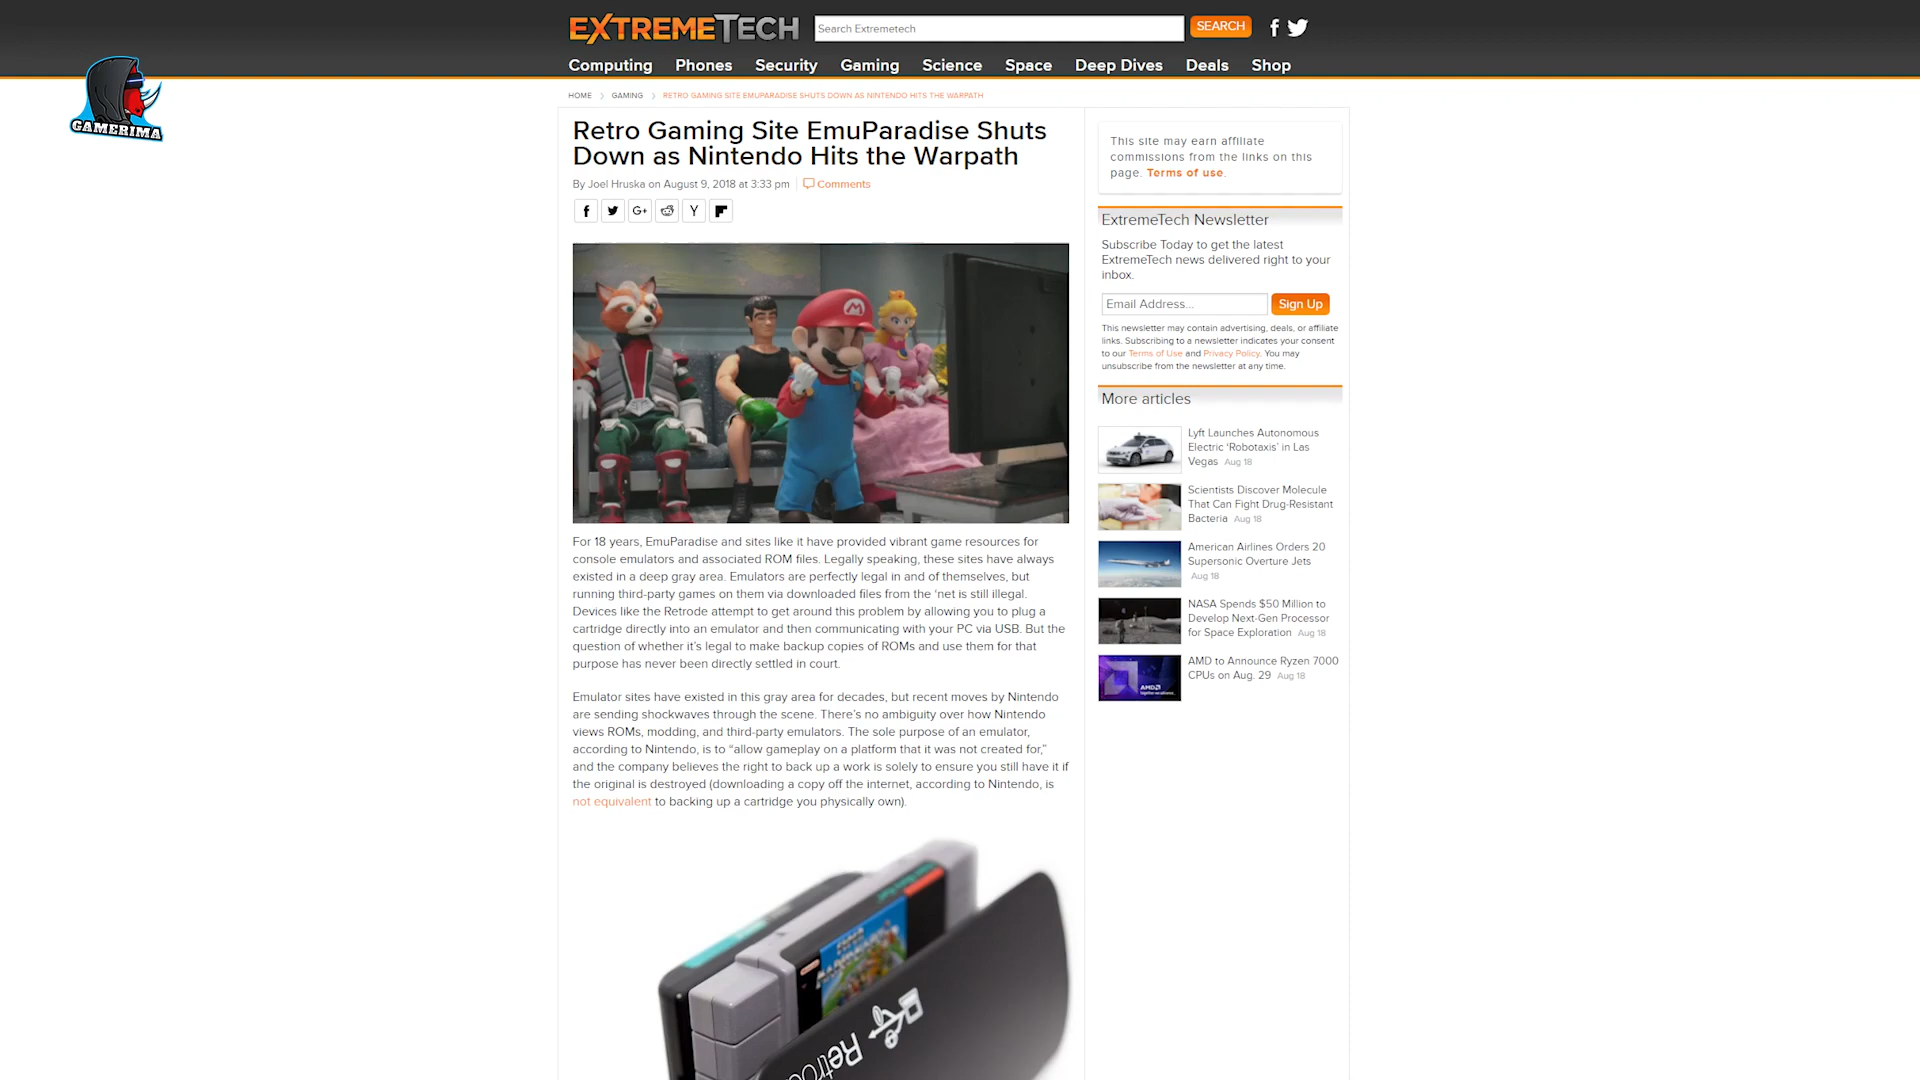 EXTREMETECH
Search Extremetech
SEARCH
Computing Phones Security Gaming Science Space Deep Dives Deals Shop
GAMERIMA
HOME GAMING RETRO GAMING SITE EMUPARADISE SHUTS DOWN AS NINTENDO HITS THE WARPATH
Retro Gaming Site EmuParadise Shuts
Down as Nintendo Hits the Warpath
By Joel Hruska on August 9, 2018 at 3:33 pm Comments
For 18 years, EmuParadise and sites like it have provided vibrant game resources for
console emulators and associated ROM files. Legally speaking, these sites have always
existed in a deep gray area. Emulators are perfectly legal in and of themselves, but
running third-party games on them via downloaded files from the ‘net is still illegal.
Devices like the Retrode attempt to get around this problem by allowing you to plug a
cartridge directly into an emulator and then communicating with your PC via USB. But the
question of whether it’s legal to make backup copies of ROMs and use them for that
purpose has never been directly settled in court.
Emulator sites have existed in this gray area for decades, but recent moves by Nintendo
are sending shockwaves through the scene. There’s no ambiguity over how Nintendo
views ROMs, modding, and third-party emulators. The sole purpose of an emulator,
according to Nintendo, is to “allow gameplay on a platform that it was not created for,”
and the company believes the right to back up a work is solely to ensure you still have it if
the original is destroyed (downloading a copy off the internet, according to Nintendo, is
not equivalent to backing up a cartridge you physically own).
This site may earn affiliate
commissions from the links on this
page. Terms of use.
ExtremeTech Newsletter
Subscribe Today to get the latest
ExtremeTech news delivered right to your
inbox.
Email Address...
Sign Up
This newsletter may contain advertising, deals, or affiliate
links. Subscribing to a newsletter indicates your consent
to our Terms of Use and Privacy Policy. You may
unsubscribe from the newsletter at any time.
More articles
Lyft Launches Autonomous
Electric ‘Robotaxis’ in Las
Vegas Aug 18
Scientists Discover Molecule
That Can Fight Drug-Resistant
Bacteria Aug 18
American Airlines Orders 20
Supersonic Overture Jets
Aug 18
NASA Spends $50 Million to
Develop Next-Gen Processor
for Space Exploration Aug 18
AMD to Announce Ryzen 7000
CPUs on Aug. 29 Aug 18
AMD